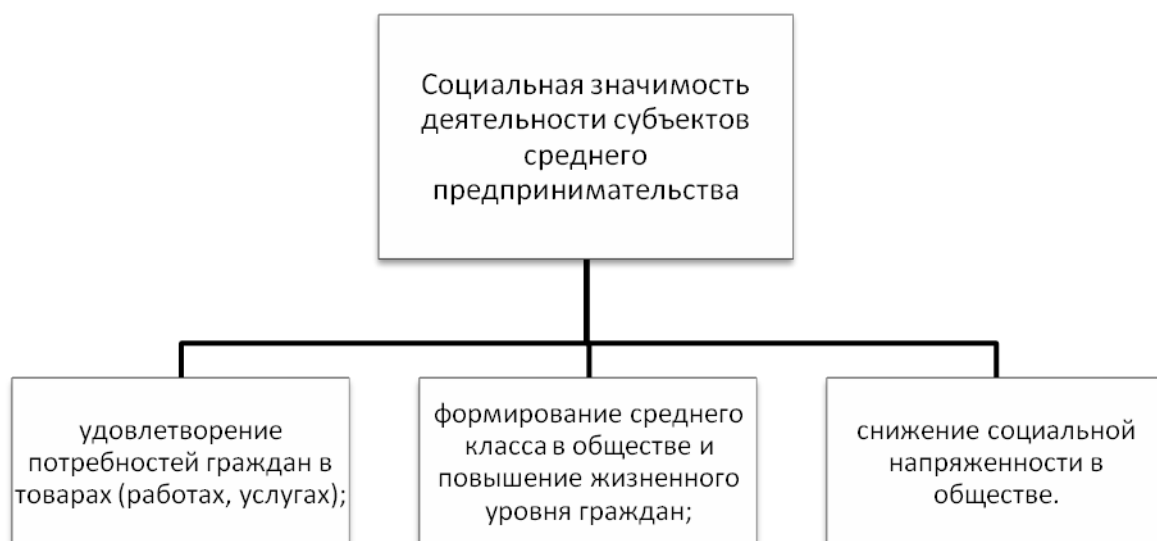 Социальная значимость
деятельности субъектов
среднего
предпринимательства
удовлетворение
потребностей граждан в
товарах (работах, услугах);
формирование среднего
класса в обществе и
повышение жизненного
уровня граждан;
снижение социальной
напряженности в
обществе.